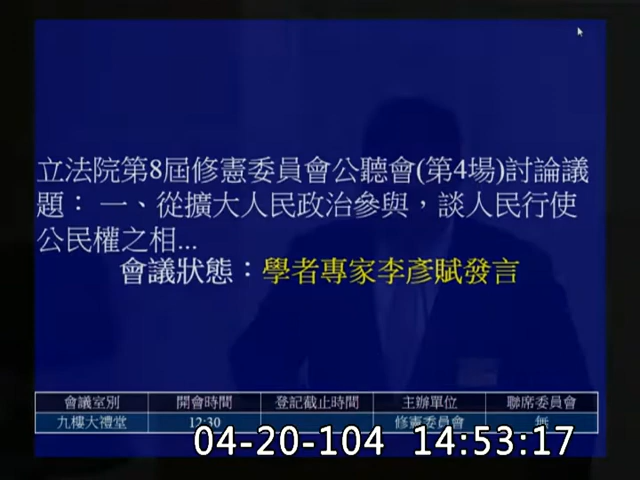 立法院第8屆修憲委員會公聽會(第4場)討論議
題： 一、從擴大人民政治參與，談人民行使
公民權之相...
會議狀態：學者專家李彥賦發言
會議室別 開會時間 登記截止時間 主辦單位 聯席委員會
九樓大禮堂 12:30 修憲委員會 無
04-20-104 14:53:17